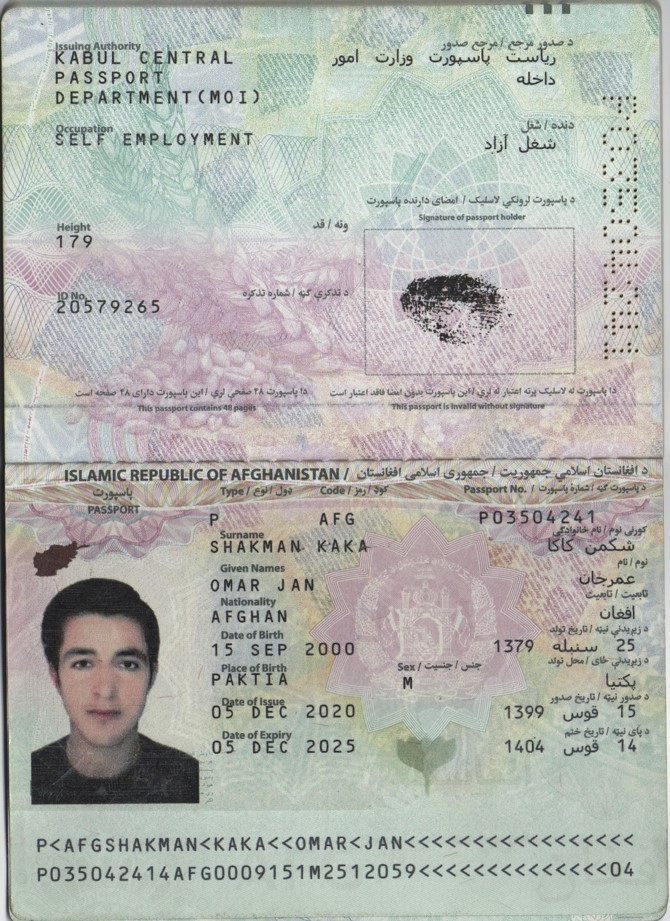 Issuing Authority د صدور مرجع / مرجع صدور
KABUL CENTRAL ریاست پاسپورت وزارت امور
PASSPORT داخله
DEPARTMENT(MOI)
Occupation دنده / شغل
SELF EMPLOYMENT شغل آزاد
د پاسپورت لرونکي لاسلیک / امضای دارنده پاسپورت
Signature of passport holder
Height ونه / قد
179
ID No. د تذکرې ګڼه / شماره تذکره
20579265
دا پاسپورت ۴۸ صفحې لري / این پاسپورت دارای ۴۸ صفحه است دا پاسپورت له لاسلیک پرته اعتبار نه لري / این پاسپورت بدون امضا فاقد اعتبار است
This passport contains 48 pages This passport is invalid without signature
ISLAMIC REPUBLIC OF AFGHANISTAN / د افغانستان اسلامي جمهوریت / جمهوری اسلامی افغانستان
پاسپورت Type / ډول / نوع Code / کوډ / رمز Passport No. / د پاسپورت ګڼه / شمارۀ پاسپورت
PASSPORT
P AFG P03504241
Surname کورنی نوم / نام خانوادگی
SHAKMAN KAKA شکمن کاکا
Given Names نوم / نام
OMAR JAN عمرجان
Nationality تابعیت / تابعیت
AFGHAN افغان
Date of Birth د زیږیدنې نېټه / تاریخ تولد
15 SEP 2000 25 سنبله 1379
Place of Birth Sex / جنس / جنسیت د زیږیدنې ځای / محل تولد
PAKTIA M پکتیا
Date of Issue د صدور نېټه / تاریخ صدور
05 DEC 2020 15 قوس 1399
Date of Expiry د پای نېټه / تاریخ ختم
05 DEC 2025 14 قوس 1404
P<AFGSHAKMAN<KAKA<<OMAR<JAN<<<<<<<<<<<<<<<<<
P035042414AFG0009151M2512059<<<<<<<<<<<<<<04